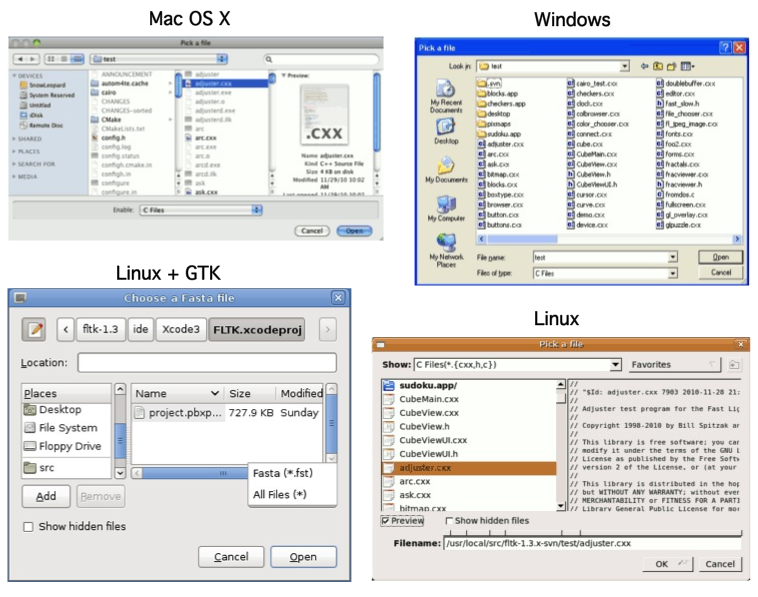 Mac OS X
Pick a file
test
DEVICES
SnowLeopard
System Reserved
Untitled
iDisk
Remote Disc
SHARED
PLACES
SEARCH FOR
MEDIA
ANNOUNCEMENT
autom4te.cache
cairo
CHANGES
CHANGES-sorted
CMake
CMakeLists.txt
config.h
config.log
config.status
configh.cmake.in
configh.in
configure
configure.in
adjuster
adjuster.cxx
adjuster.exe
adjuster.o
adjusterd.exe
adjusterd.ilk
arc
arc.cxx
arc.exe
arc.o
arcd.exe
arcd.ilk
ask
ask.cxx
Preview:
.CXX
Name adjuster.cxx
Kind C++ Source File
Size 4 KB on disk
Modified 11/29/10 10:02
AM
Enable: C Files
Cancel
Open
Windows
Pick a file
Look in: test
My Recent
Documents
Desktop
My Documents
My Computer
My Network
Places
.svn
blocks.app
checkers.app
desktop
pixmaps
sudoku.app
adjuster.cxx
arc.cxx
ask.cxx
bitmap.cxx
blocks.cxx
boxtype.cxx
browser.cxx
button.cxx
buttons.cxx
cairo_test.cxx
checkers.cxx
clock.cxx
colbrowser.cxx
color_chooser.cxx
connect.cxx
cube.cxx
CubeMain.cxx
CubeView.cxx
CubeView.h
CubeViewUI.h
cursor.cxx
curve.cxx
demo.cxx
device.cxx
doublebuffer.cxx
editor.cxx
fast_slow.h
file_chooser.cxx
fl_jpeg_image.cxx
fonts.cxx
foo2.cxx
forms.cxx
fractals.cxx
fracviewer.cxx
fracviewer.h
fromdos.c
fullscreen.cxx
gl_overlay.cxx
glpuzzle.cxx
File name: test
Open
Files of type: C Files
Cancel
Linux + GTK
Choose a Fasta file
fltk-1.3 ide Xcode3 FLTK.xcodeproj
Location:
Places
Desktop
File System
Floppy Drive
src
Name Size Modified
project.pbxp... 727.9 KB Sunday
Fasta (*.fst)
All Files (*)
Add Remove
Show hidden files
Cancel Open
Linux
Pick a file
Show: C Files(*.{cxx,h,c}) Favorites
sudoku.app/
CubeMain.cxx
CubeView.cxx
CubeView.h
CubeViewUI.cxx
CubeViewUI.h
adjuster.cxx
arc.cxx
ask.cxx
bitmap.cxx
//
// "$Id: adjuster.cxx 7903 2010-11-28 21:
//
// Adjuster test program for the Fast Lig
//
// Copyright 1998-2010 by Bill Spitzak an
//
// This library is free software; you can
// modify it under the terms of the GNU L
// License as published by the Free Softw
// version 2 of the License, or (at your
//
// This library is distributed in the hop
// but WITHOUT ANY WARRANTY; without even
// MERCHANTABILITY or FITNESS FOR A PARTI
// Library General Public License for mor
Preview Show hidden files
Filename: /usr/local/src/fltk-1.3.x-svn/test/adjuster.cxx
OK Cancel